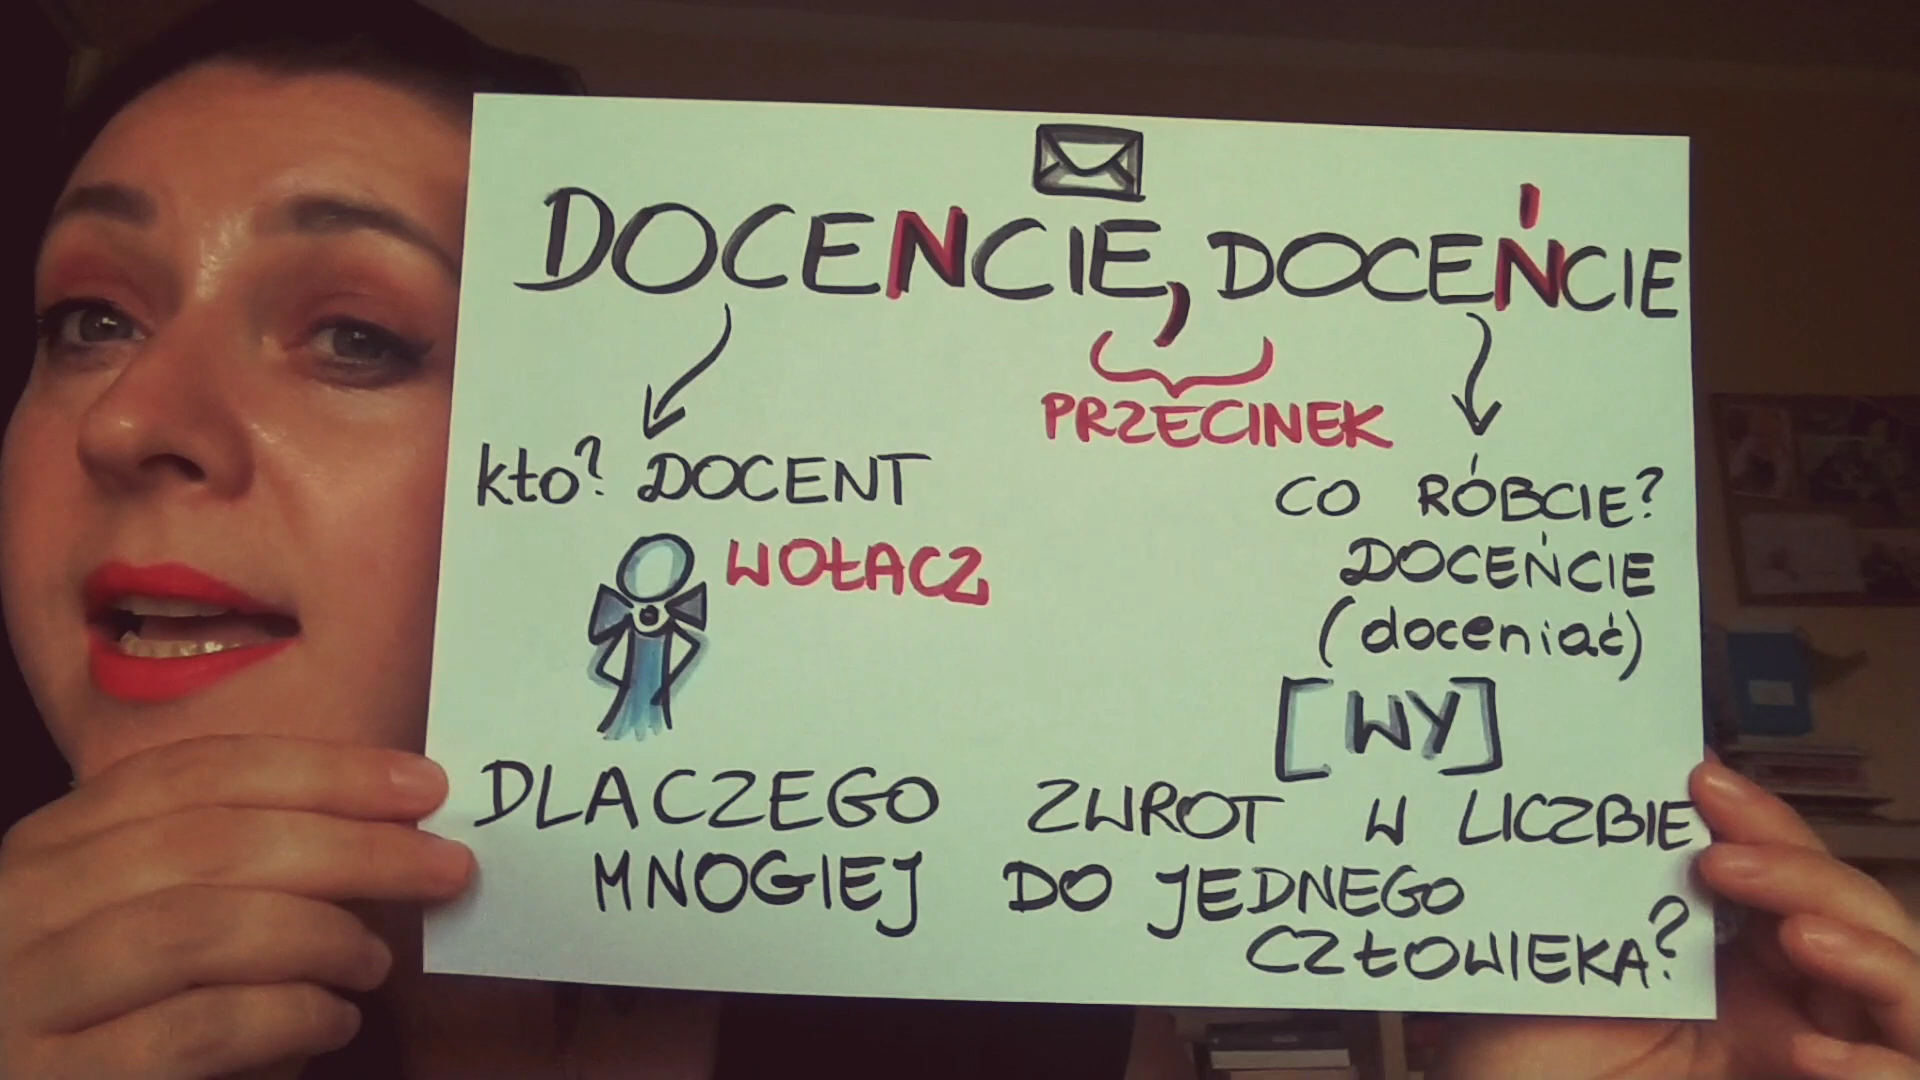 DOCENCIE, DOCEŃCIE
PRZECINEK
kto? DOCENT
WOŁACZ
CO RÓBCIE?
DOCEŃCIE
(doceniać)
[WY]
DLACZEGO ZWROT W LICZBIE
MNOGIEJ DO JEDNEGO
CZŁOWIEKA?